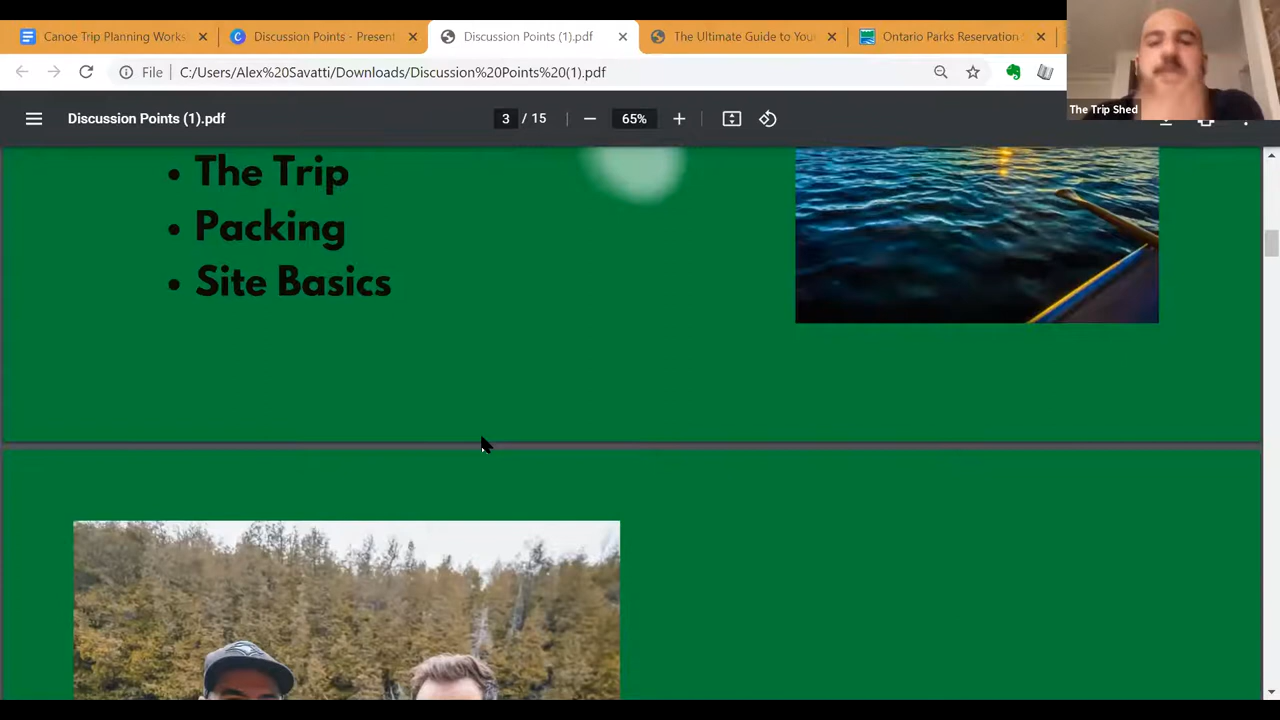 Canoe Trip Planning Works
Discussion Points - Present
Discussion Points (1).pdf
The Ultimate Guide to You
Ontario Parks Reservation
File
C:/Users/Alex%20Savatti/Downloads/Discussion%20Points%20(1).pdf
The Trip Shed
Discussion Points (1).pdf
3 / 15
65%
• The Trip
• Packing
• Site Basics